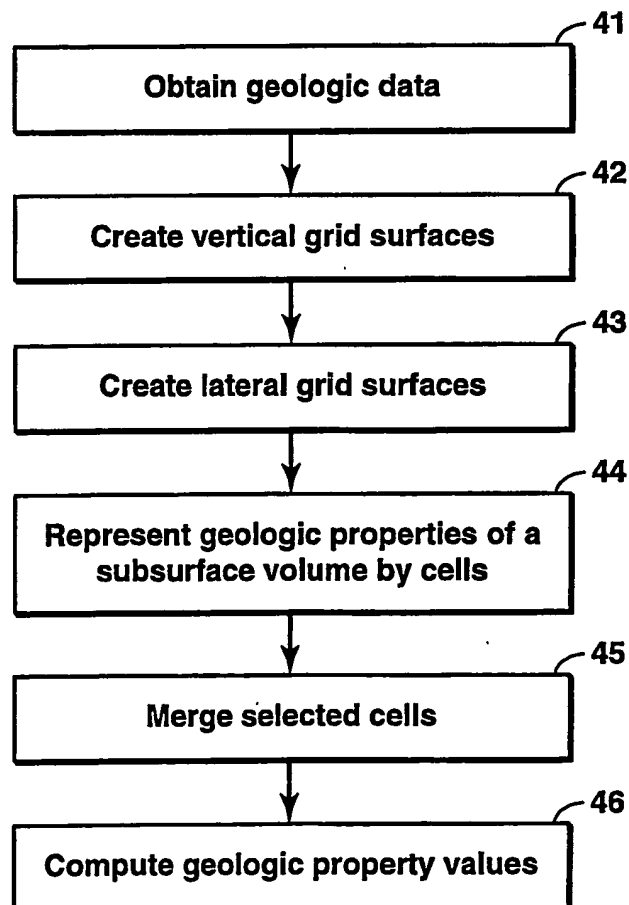 41
Obtain geologic data
42
Create vertical grid surfaces
43
Create lateral grid surfaces
44
Represent geologic properties of a
subsurface volume by cells
45
Merge selected cells
46
Compute geologic property values